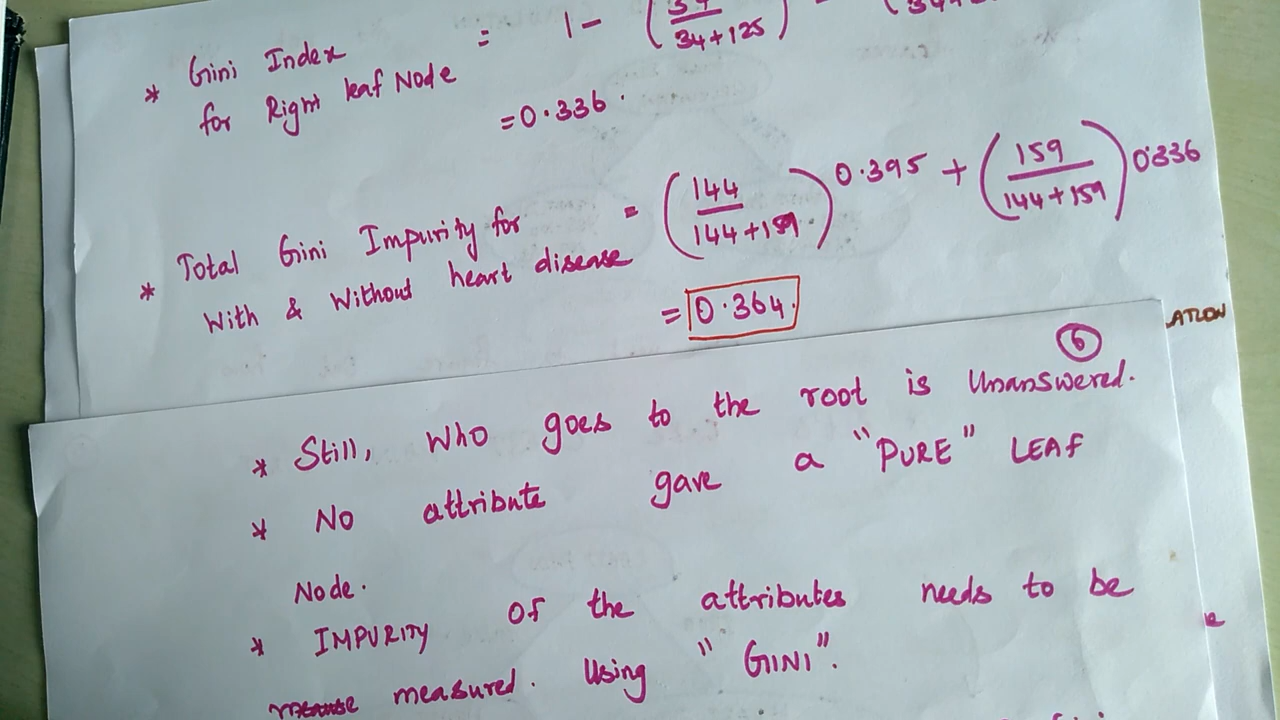 * Gini Index = 1 - ( / 34+125 ) -
for Right leaf Node
= 0.336.
* Total Gini Impurity for = (144 / 144+159) 0.395 + (159 / 144+159) 0.336
With & Without heart disease
= 0.364.
ATION
6
* Still, Who goes to the root is Unanswered.
* No attribute gave a "PURE" LEAF
Node.
* IMPURITY of the attributes needs to be
measured. Using "GINI".